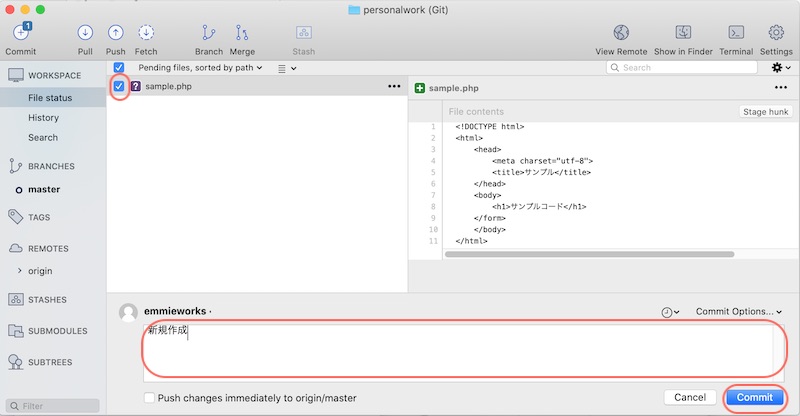 personalwork (Git)
1
Commit Pull Push Fetch Branch Merge Stash View Remote Show in Finder Terminal Settings
WORKSPACE
File status
History
Search
BRANCHES
master
TAGS
REMOTES
origin
STASHES
SUBMODULES
SUBTREES
Filter
Pending files, sorted by path
Search
? sample.php
sample.php
File contents Stage hunk
1 <!DOCTYPE html>
2 <html>
3 <head>
4 <meta charset="utf-8">
5 <title>サンプル</title>
6 </head>
7 <body>
8 <h1>サンプルコード</h1>
9 </form>
10 </body>
11 </html>
emmieworks
Commit Options...
新規作成
Push changes immediately to origin/master
Cancel Commit